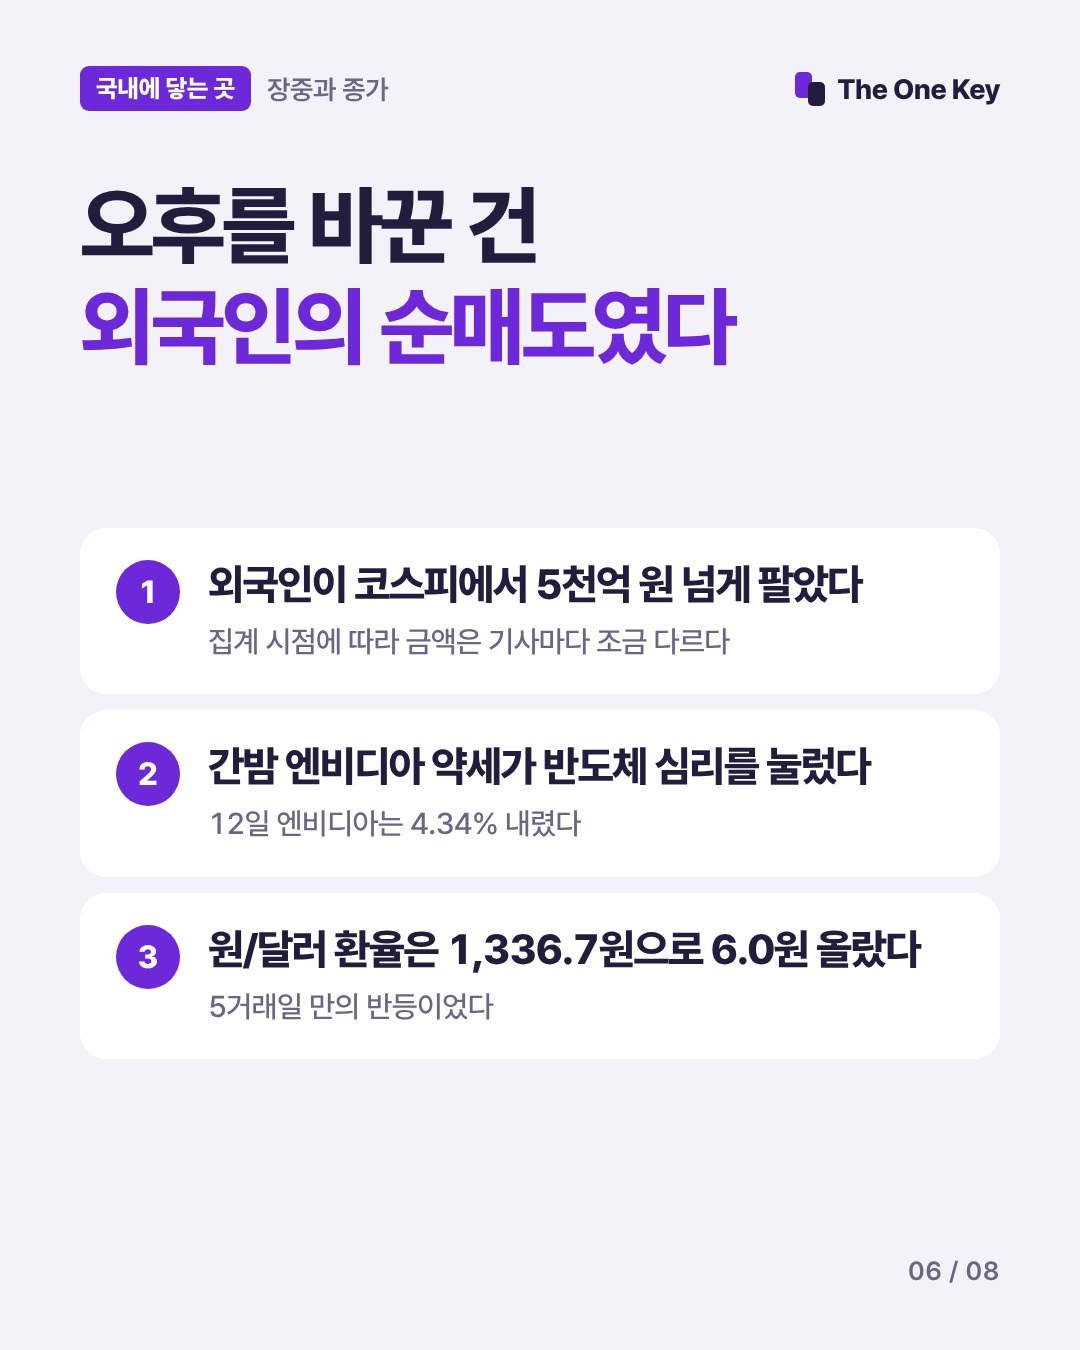 국내에 닿는 곳 장중과 종가
The One Key
오후를 바꾼 건
외국인의 순매도였다
1 외국인이 코스피에서 5천억 원 넘게 팔았다
집계 시점에 따라 금액은 기사마다 조금 다르다
2 간밤 엔비디아 약세가 반도체 심리를 눌렀다
12일 엔비디아는 4.34% 내렸다
3 원/달러 환율은 1,336.7원으로 6.0원 올랐다
5거래일 만의 반등이었다
06 / 08